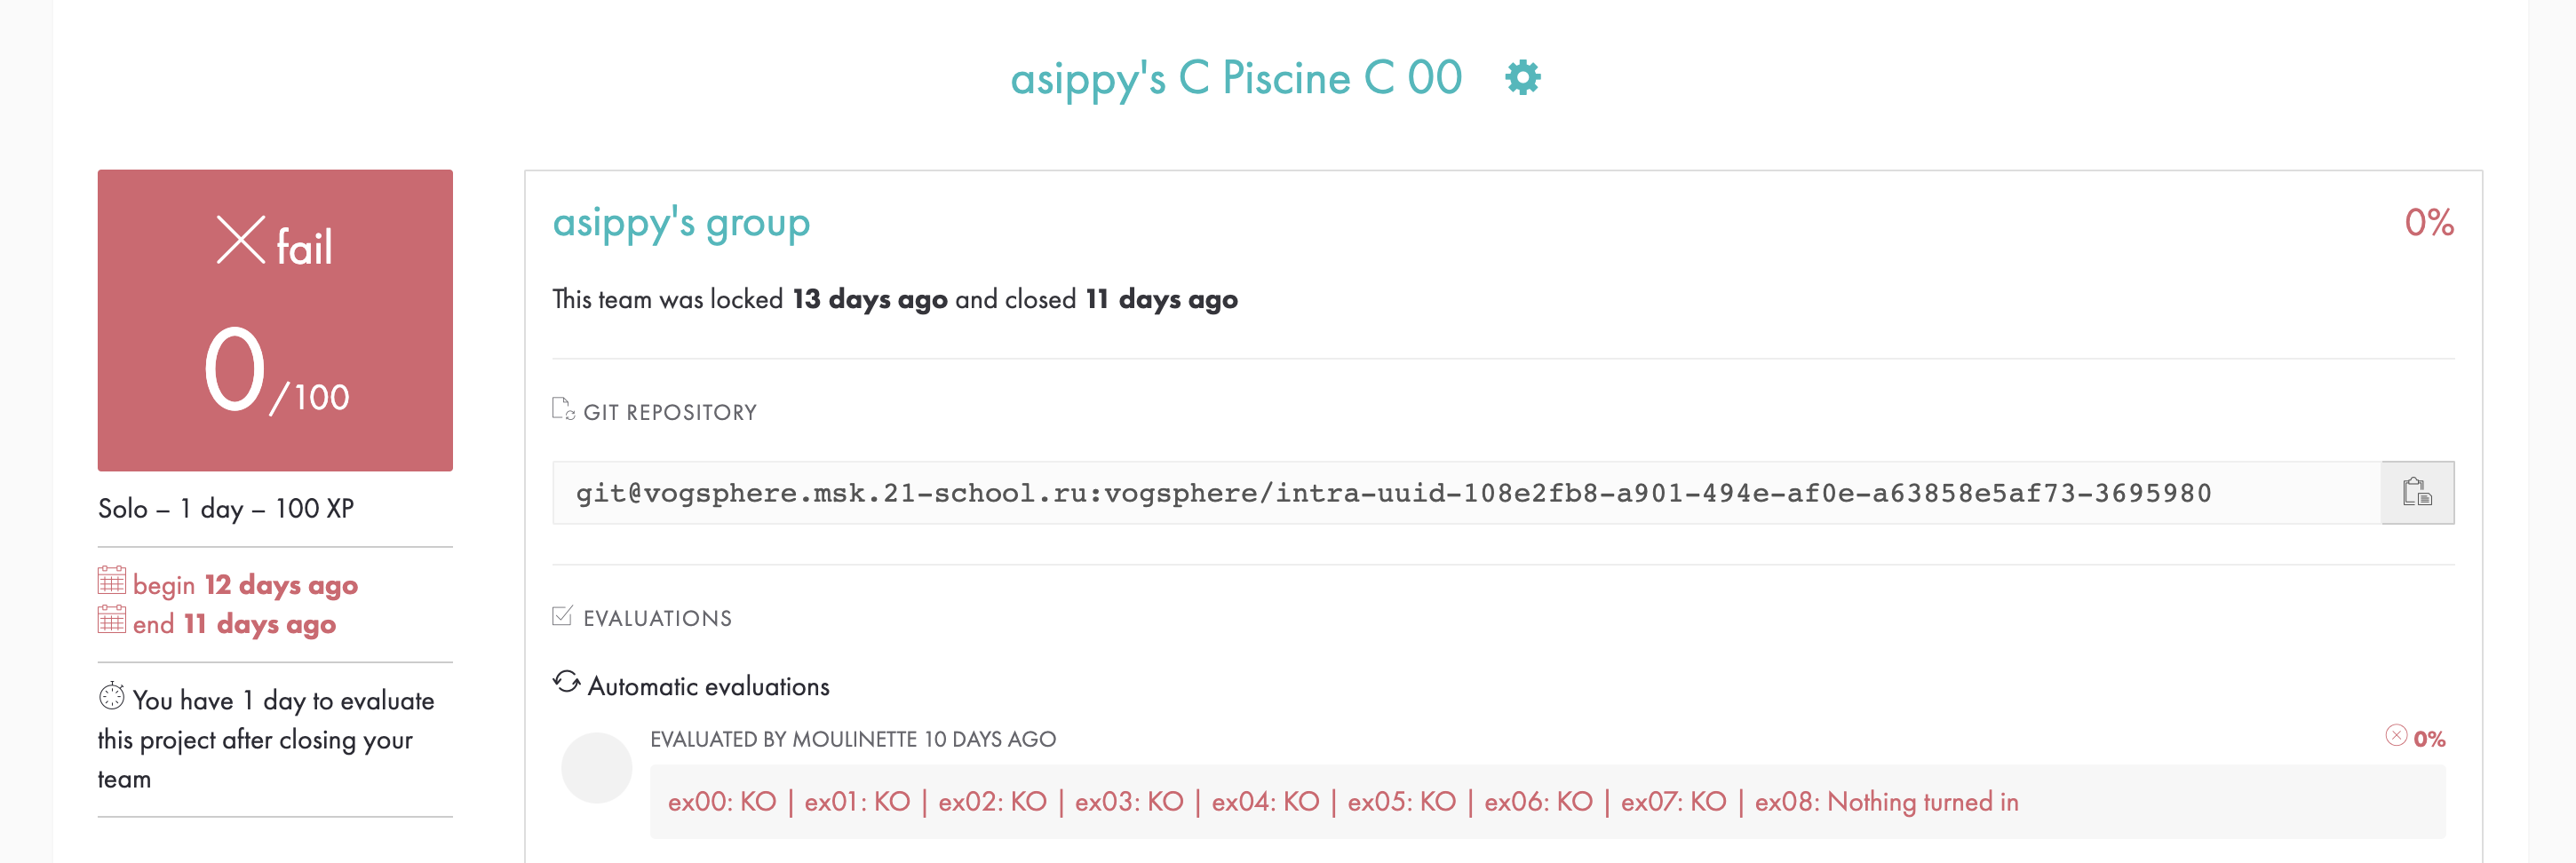 asippy's C Piscine C 00
fail
0/100
Solo – 1 day – 100 XP
begin 12 days ago
end 11 days ago
You have 1 day to evaluate
this project after closing your
team
asippy's group
0%
This team was locked 13 days ago and closed 11 days ago
GIT REPOSITORY
git@vogsphere.msk.21-school.ru:vogsphere/intra-uuid-108e2fb8-a901-494e-af0e-a63858e5af73-3695980
EVALUATIONS
Automatic evaluations
EVALUATED BY MOULINETTE 10 DAYS AGO
0%
ex00: KO | ex01: KO | ex02: KO | ex03: KO | ex04: KO | ex05: KO | ex06: KO | ex07: KO | ex08: Nothing turned in